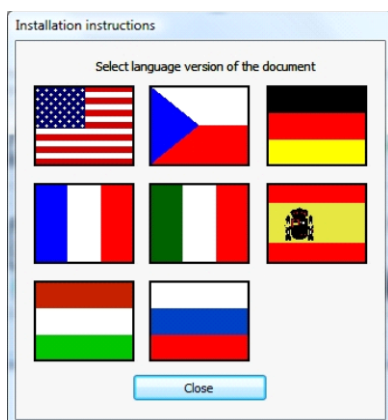 Installation instructions
Select language version of the document
Close